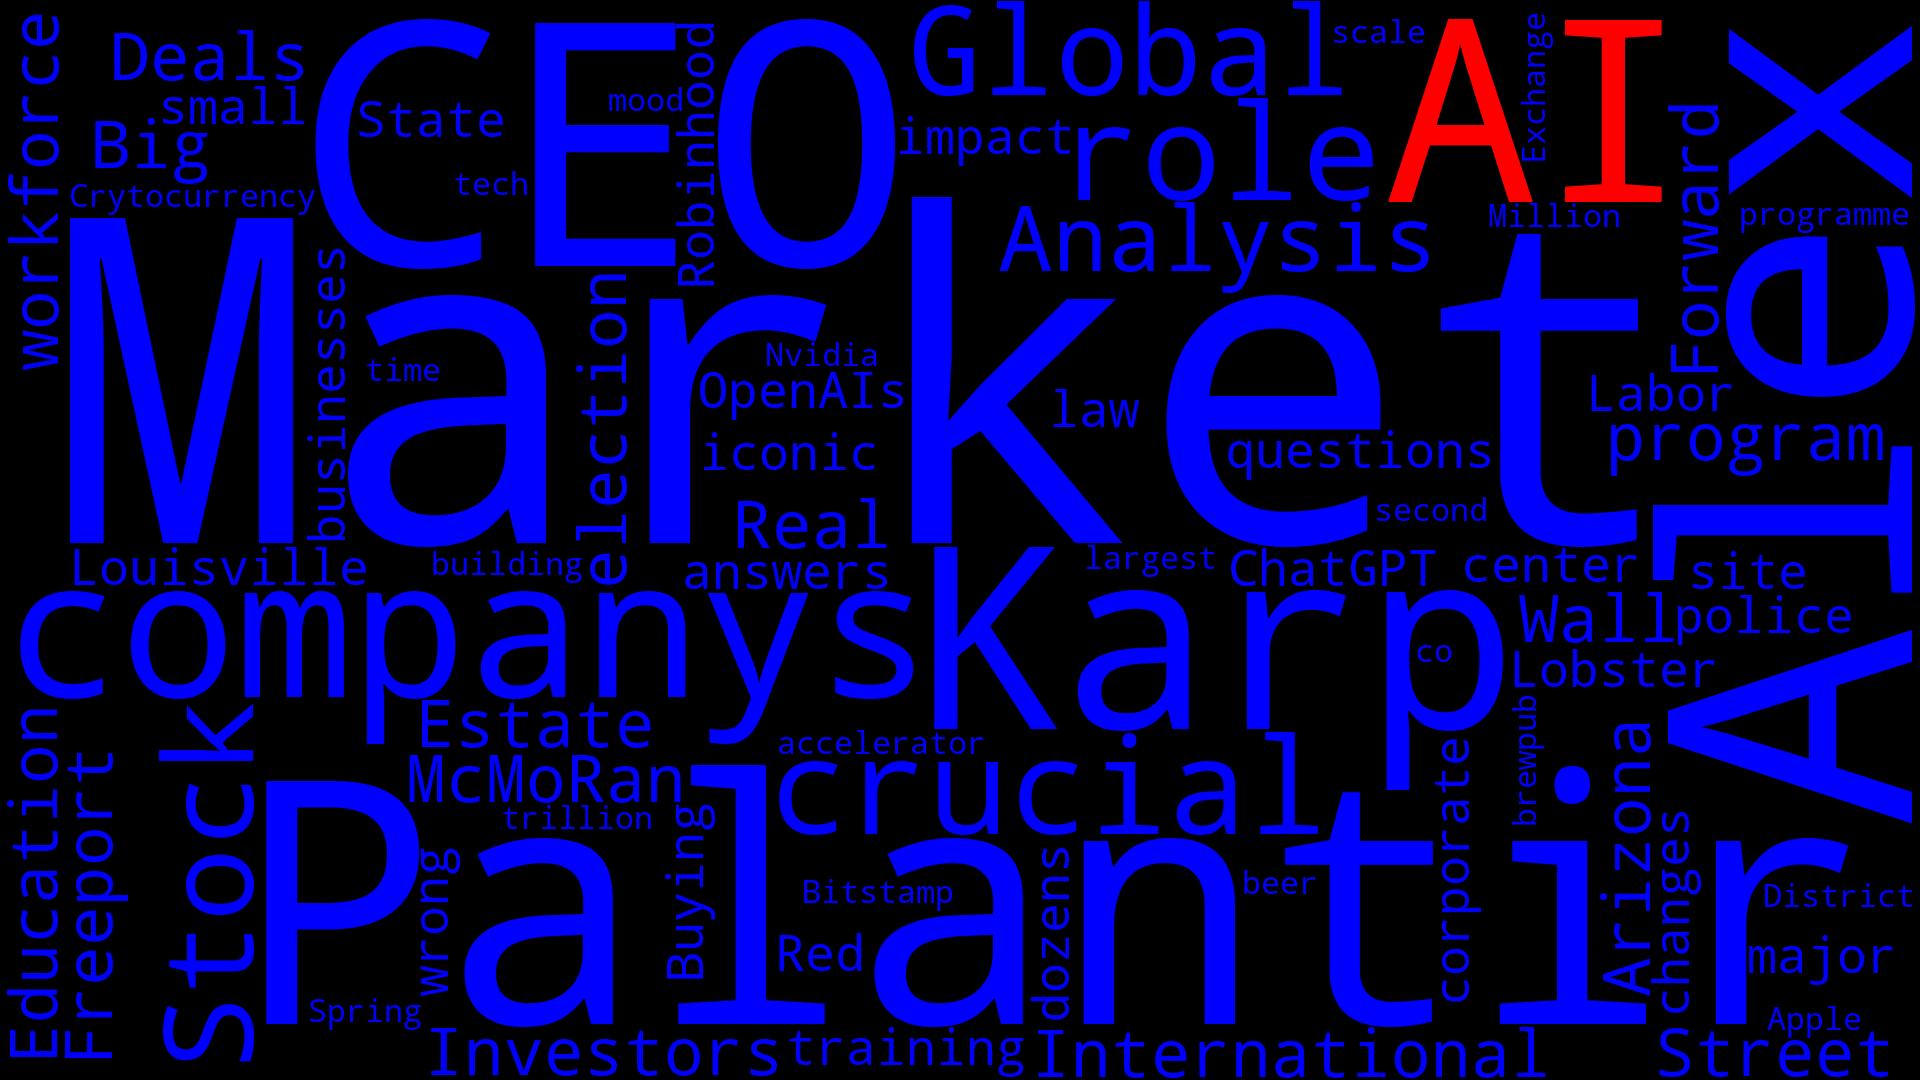 workforce
Deals
small
Big
Crytocurrency
CEO
State
tech
mood
Robinhood
Global
scale
impact
role
AI
Exchange
Analysis
Million
Forward
programme
Alex
Market
businesses
time
election
Nvidia
OpenAIs
iconic
law
questions
second
Labor
program
Real
Louisville
building
answers
largest
ChatGPT
center
site
companys
Karp
co
Wall
police
Lobster
Education
Freeport
Stock
Estate
McMoRan
trillion
accelerator
crucial
corporate
brewpub
Arizona
changes
Palantir
wrong
Buying
Bitstamp
Red
dozens
beer
District
major
Spring
Apple
Investors
training
International
Street